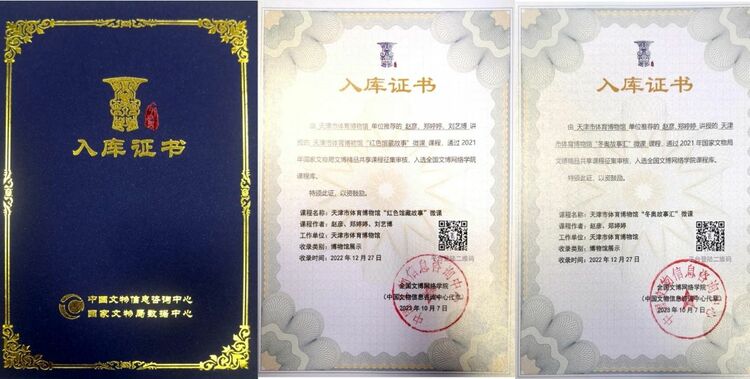 入库证书
中国文物信息咨询中心
国家文物局数据中心
入库证书
由 天津市体育博物馆 单位推荐的 赵彦、郑婷婷、刘艺博 讲
授的 天津市体育博物馆“红色馆藏故事”微课 课程，通过 2021
年国家文物局文博精品共享课程征集审核，入选全国文博网络学院
课程库。
特颁此证，以资鼓励。
课程名称：天津市体育博物馆“红色馆藏故事”微课
课程作者：赵彦、郑婷婷、刘艺博
工作单位：天津市体育博物馆
收录类别：博物馆展示
收录时间：2022 年 12 月 27 日
全国文博网络学院
（中国文物信息咨询中心代章）
2023 年 10 月 7 日
入库证书
由 天津市体育博物馆 单位推荐的 赵彦、郑婷婷 讲授的 天津
市体育博物馆“冬奥故事汇”微课 课程，通过 2021 年国家文物局
文博精品共享课程征集审核，入选全国文博网络学院课程库。
特颁此证，以资鼓励。
课程名称：天津市体育博物馆“冬奥故事汇”微课
课程作者：赵彦、郑婷婷
工作单位：天津市体育博物馆
收录类别：博物馆展示
收录时间：2022 年 12 月 27 日
全国文博网络学院
（中国文物信息咨询中心代章）
2023 年 10 月 7 日